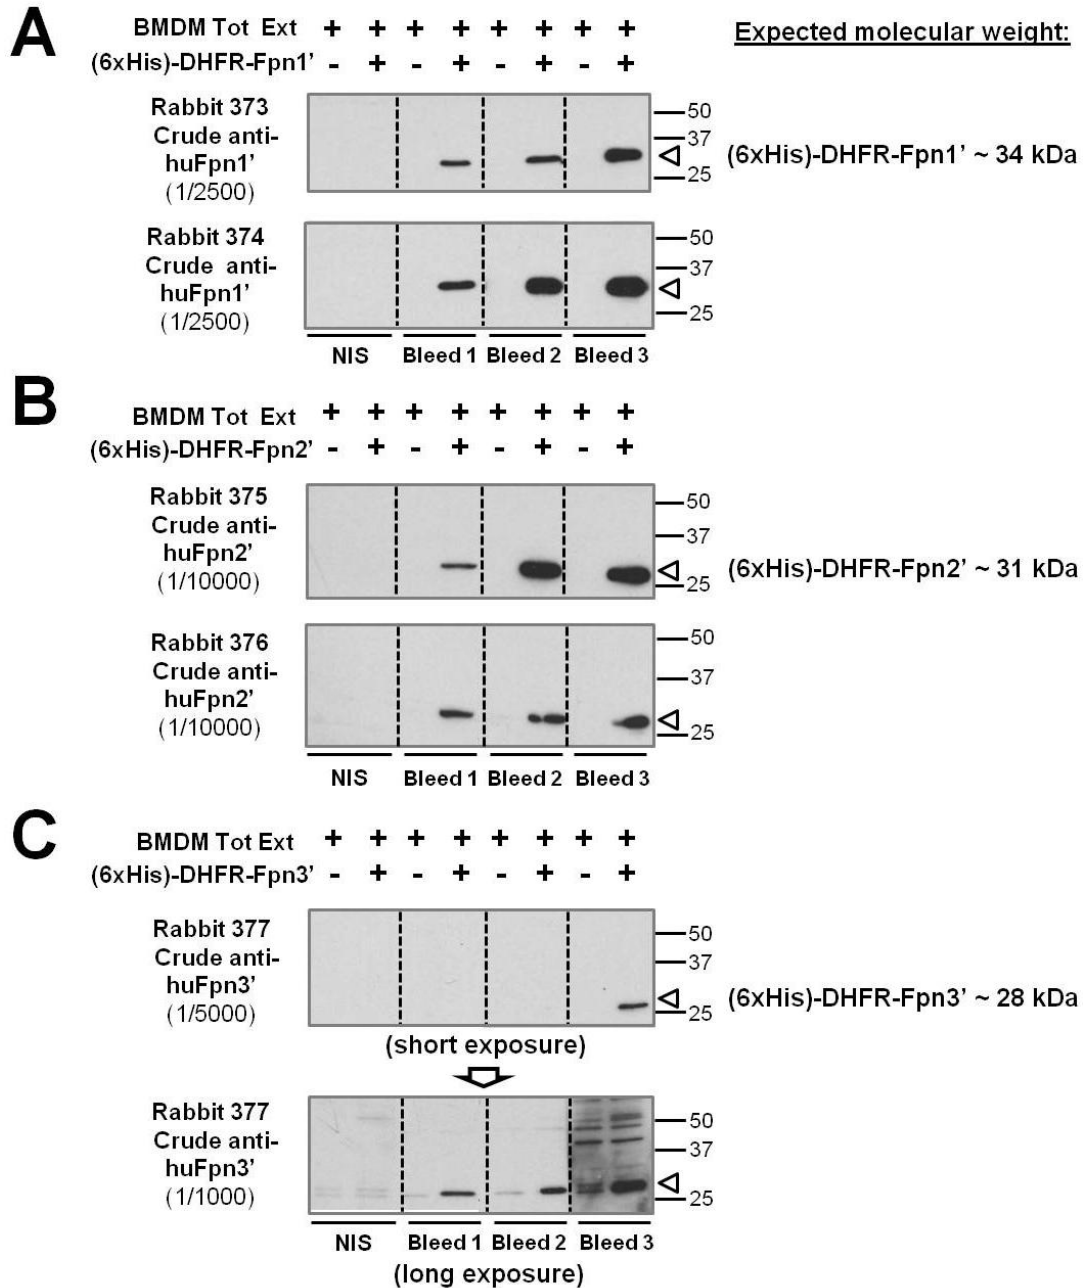 A
BMDM Tot Ext + + + + + + + +
Expected molecular weight:
(6xHis)-DHFR-Fpn1' - + - + - + - +
Rabbit 373
Crude anti-
huFpn1'
(1/2500)
50
37
25
(6xHis)-DHFR-Fpn1' ~ 34 kDa
Rabbit 374
Crude anti-
huFpn1'
(1/2500)
50
37
25
NIS Bleed 1 Bleed 2 Bleed 3
B
BMDM Tot Ext + + + + + + + +
(6xHis)-DHFR-Fpn2' - + - + - + - +
Rabbit 375
Crude anti-
huFpn2'
(1/10000)
50
37
25
(6xHis)-DHFR-Fpn2' ~ 31 kDa
Rabbit 376
Crude anti-
huFpn2'
(1/10000)
50
37
25
NIS Bleed 1 Bleed 2 Bleed 3
C
BMDM Tot Ext + + + + + + + +
(6xHis)-DHFR-Fpn3' - + - + - + - +
Rabbit 377
Crude anti-
huFpn3'
(1/5000)
50
37
25
(6xHis)-DHFR-Fpn3' ~ 28 kDa
(short exposure)
Rabbit 377
Crude anti-
huFpn3'
(1/1000)
50
37
25
NIS Bleed 1 Bleed 2 Bleed 3
(long exposure)